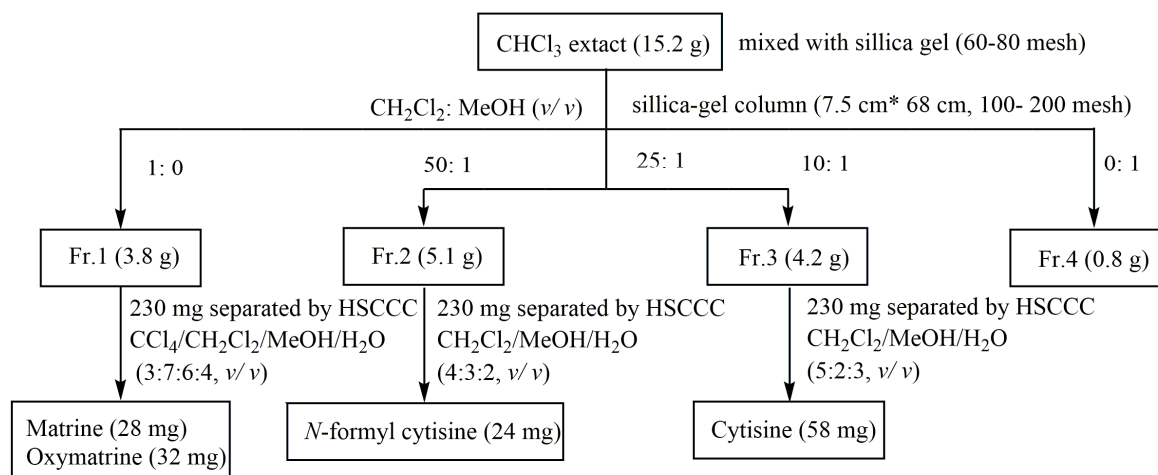 CHCl₃ extact (15.2 g)
mixed with sillica gel (60-80 mesh)
CH₂Cl₂: MeOH (v/ v)
sillica-gel column (7.5 cm* 68 cm, 100- 200 mesh)
1: 0
50: 1
25: 1
10: 1
0: 1
Fr.1 (3.8 g)
Fr.2 (5.1 g)
Fr.3 (4.2 g)
Fr.4 (0.8 g)
230 mg separated by HSCCC
CCl₄/CH₂Cl₂/MeOH/H₂O
(3:7:6:4, v/ v)
230 mg separated by HSCCC
CH₂Cl₂/MeOH/H₂O
(4:3:2, v/ v)
230 mg separated by HSCCC
CH₂Cl₂/MeOH/H₂O
(5:2:3, v/ v)
Matrine (28 mg)
Oxymatrine (32 mg)
N-formyl cytisine (24 mg)
Cytisine (58 mg)